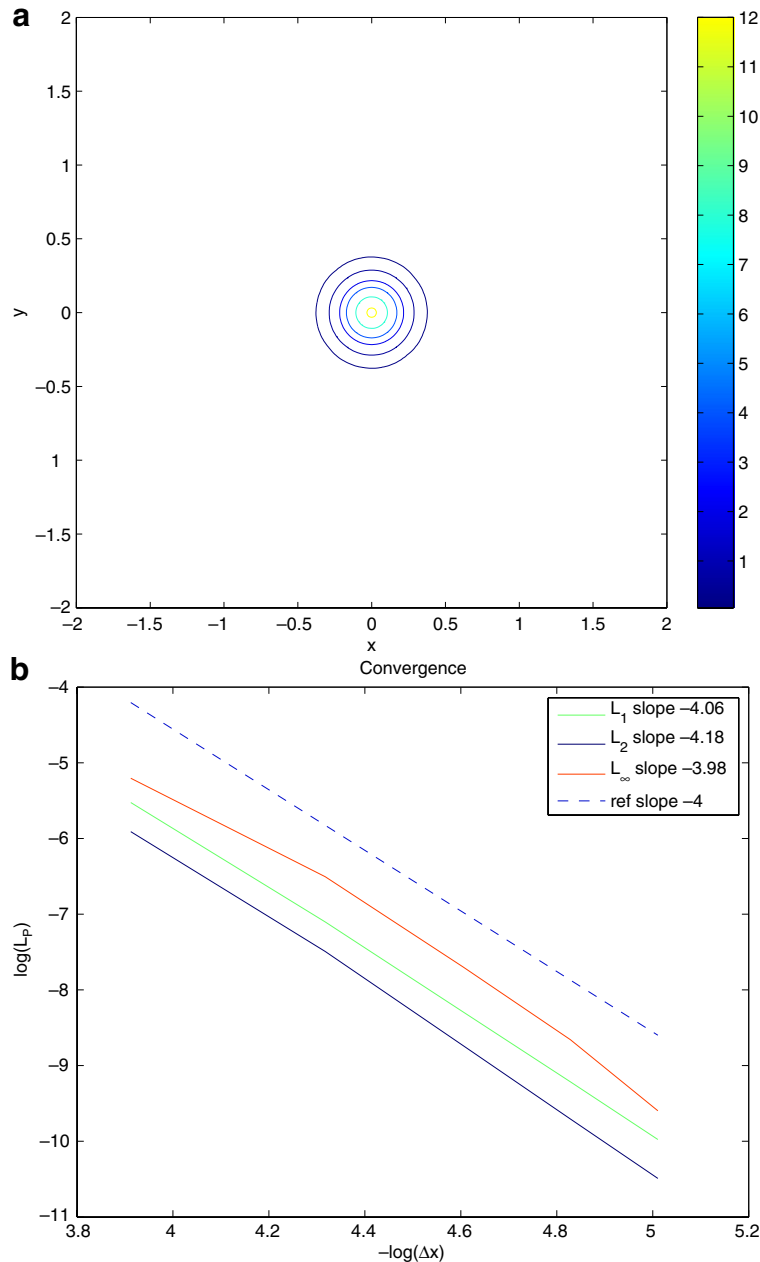 a
2
1.5
1
0.5
0
−0.5
1
−1.5
−2
y
−2 −1.5 −1 −0.5 0 0.5 1 1.5 2
x
12
11
10
9
8
7
6
5
4
3
2
1
b
Convergence
−4
−5
−6
−7
−8
−9
−10
−11
log(L_P)
L_1 slope −4.06
L_2 slope −4.18
L_∞ slope −3.98
ref slope −4
3.8 4 4.2 4.4 4.6 4.8 5 5.2
−log(Δx)